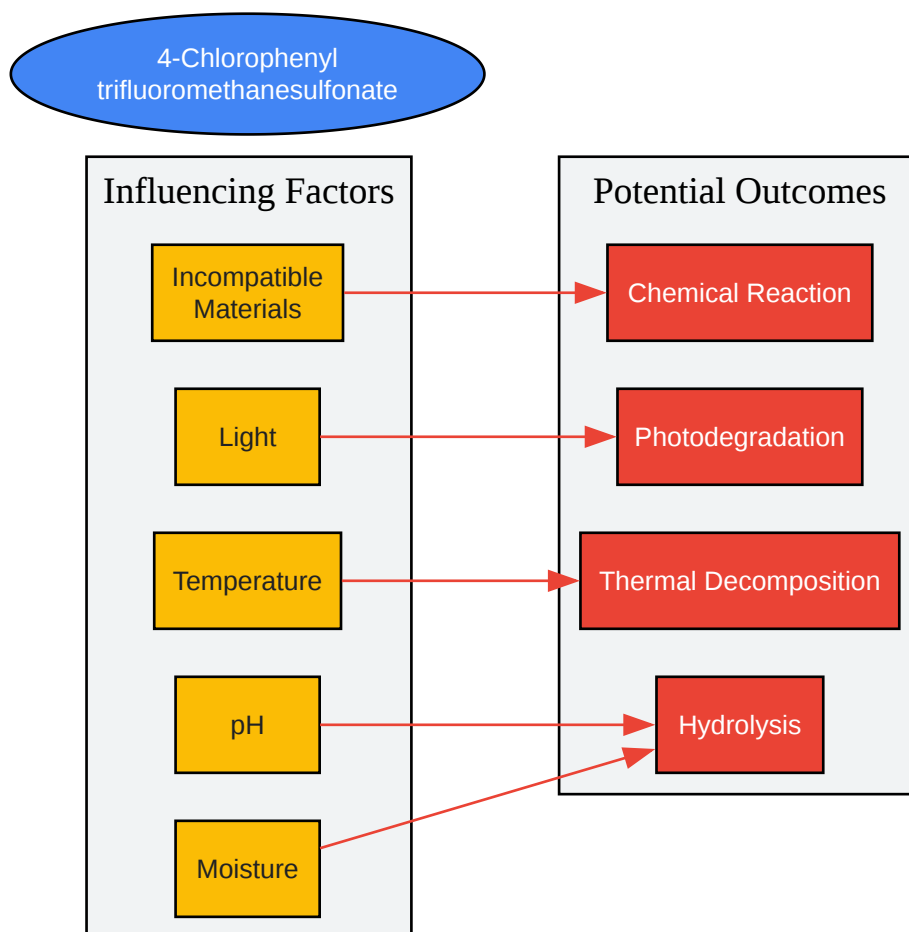 4-Chlorophenyl
trifluoromethanesulfonate
Influencing Factors
Incompatible
Materials
Light
Temperature
pH
Moisture
Potential Outcomes
Chemical Reaction
Photodegradation
Thermal Decomposition
Hydrolysis